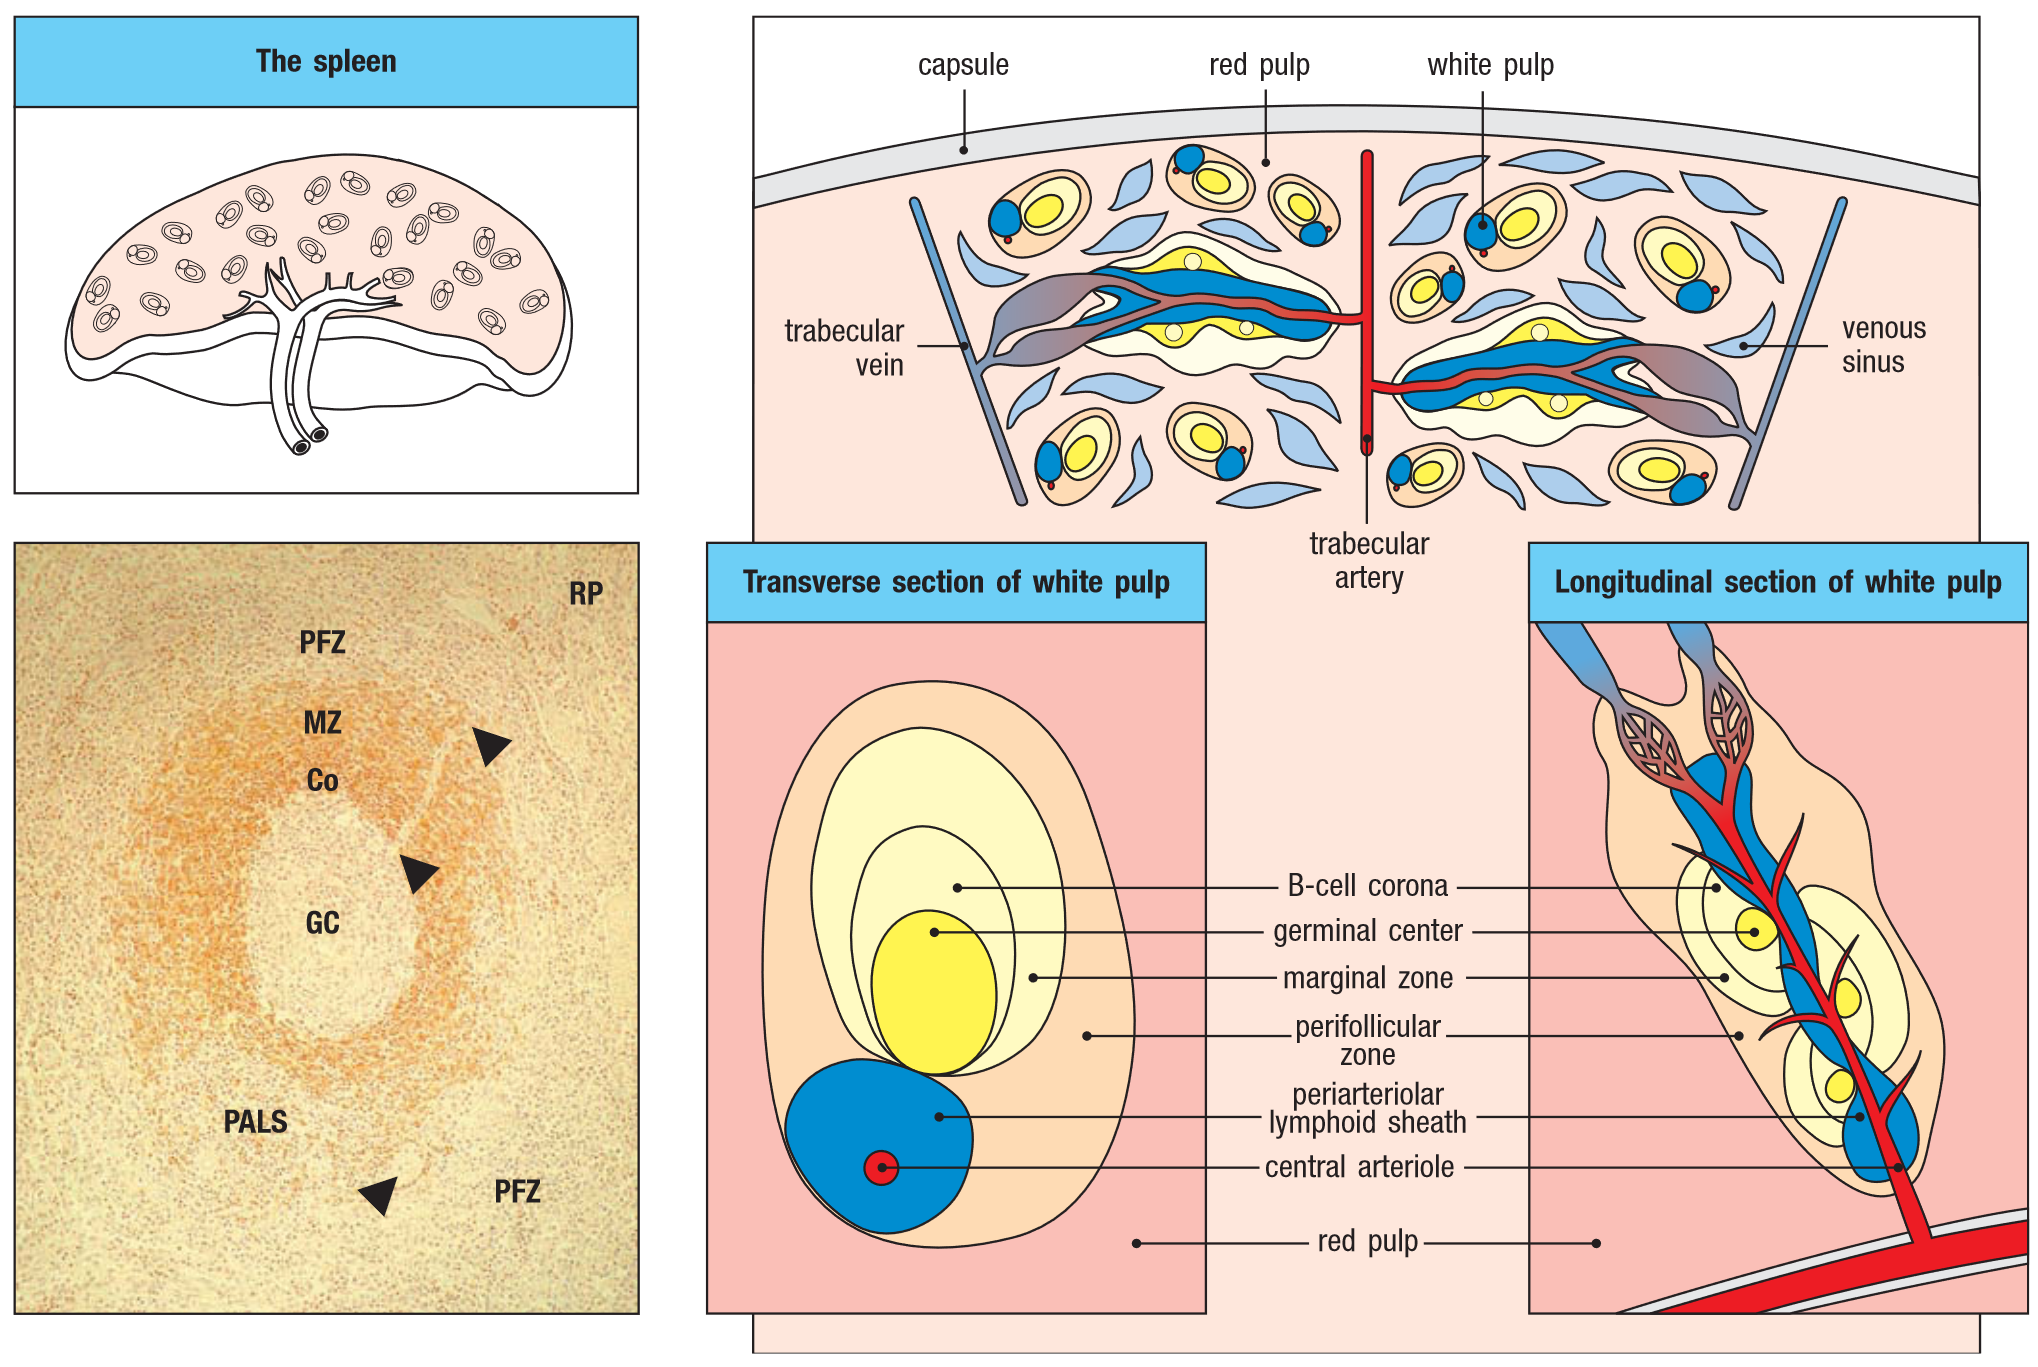 The spleen
capsule
red pulp
white pulp
trabecular
vein
venous
sinus
trabecular
artery
RP
PFZ
MZ
Co
GC
PALS
PFZ
Transverse section of white pulp
Longitudinal section of white pulp
B-cell corona
germinal center
marginal zone
perifollicular
zone
periarteriolar
lymphoid sheath
central arteriole
red pulp